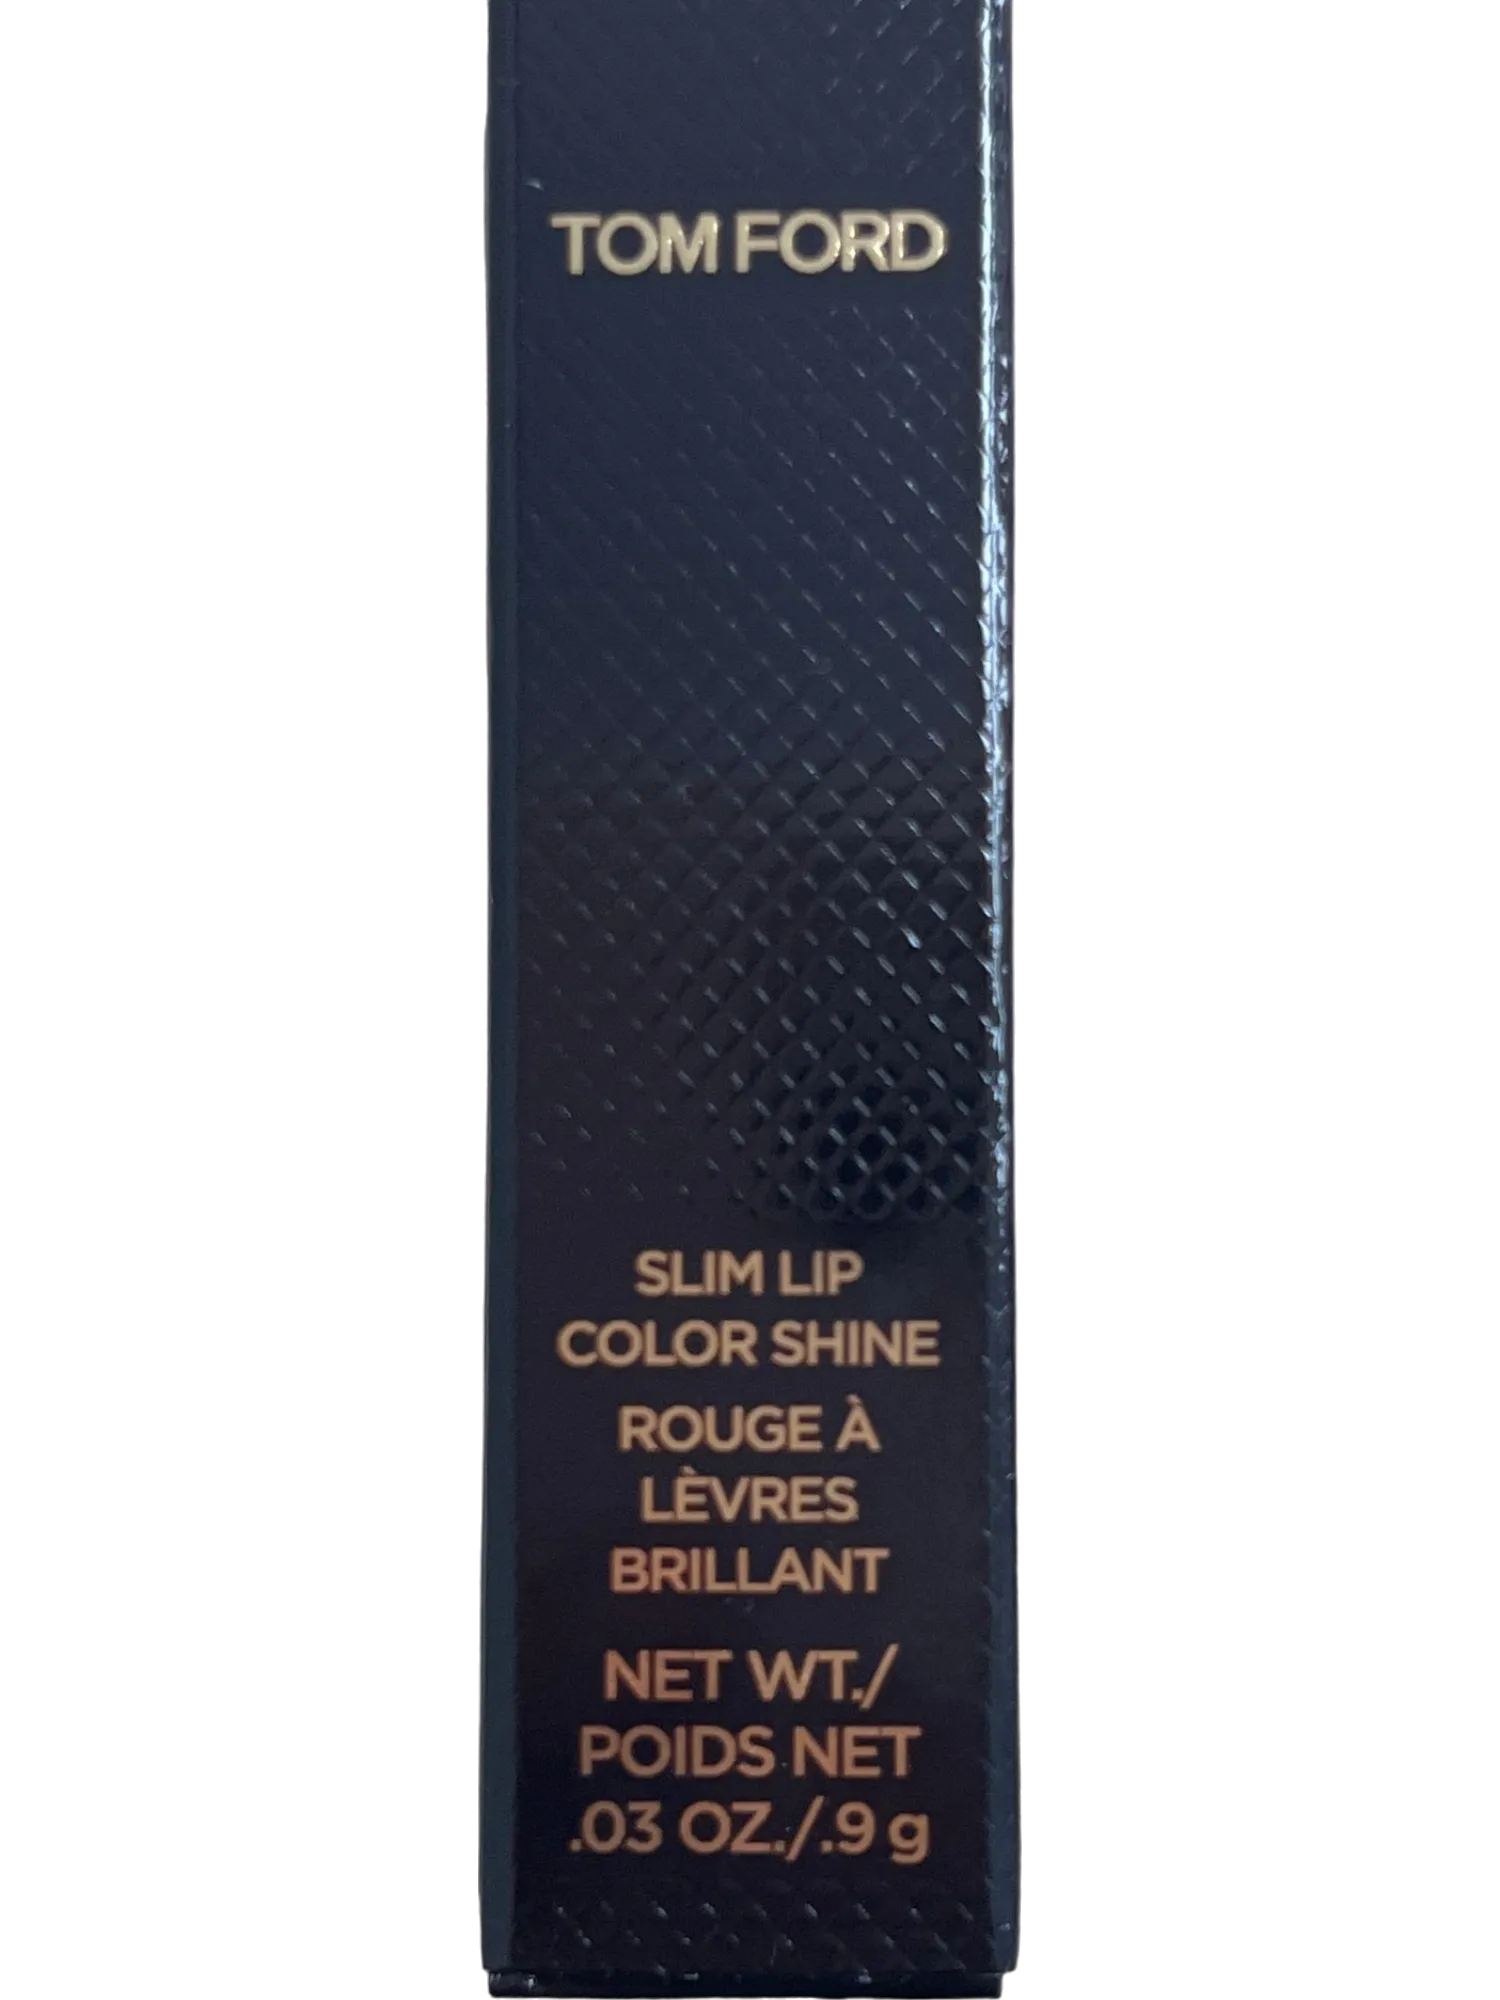 TOM FORD
SLIM LIP
COLOR SHINE
ROUGE À
LÈVRES
BRILLANT
NET WT./
POIDS NET
.03 OZ./.9 g